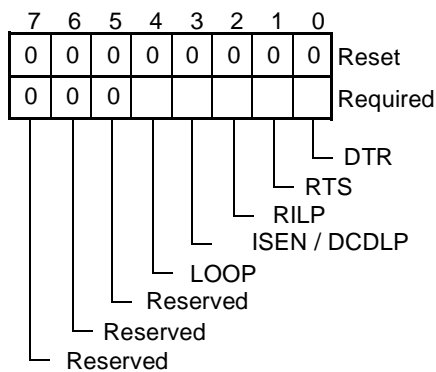 7 6 5 4 3 2 1 0
0 0 0 0 0 0 0 0 Reset
0 0 0 Required
DTR
RTS
RILP
ISEN / DCDLP
LOOP
Reserved
Reserved
Reserved